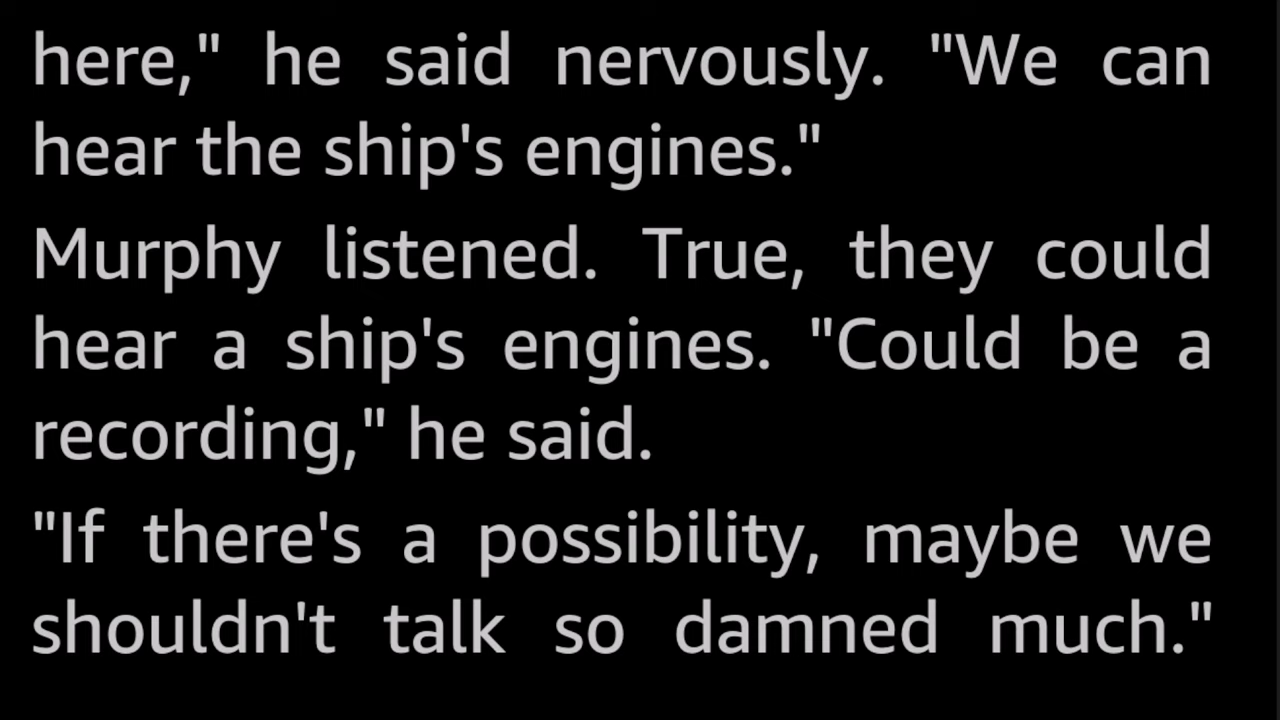 here," he said nervously. "We can
hear the ship's engines."
Murphy listened. True, they could
hear a ship's engines. "Could be a
recording," he said.
"If there's a possibility, maybe we
shouldn't talk so damned much."